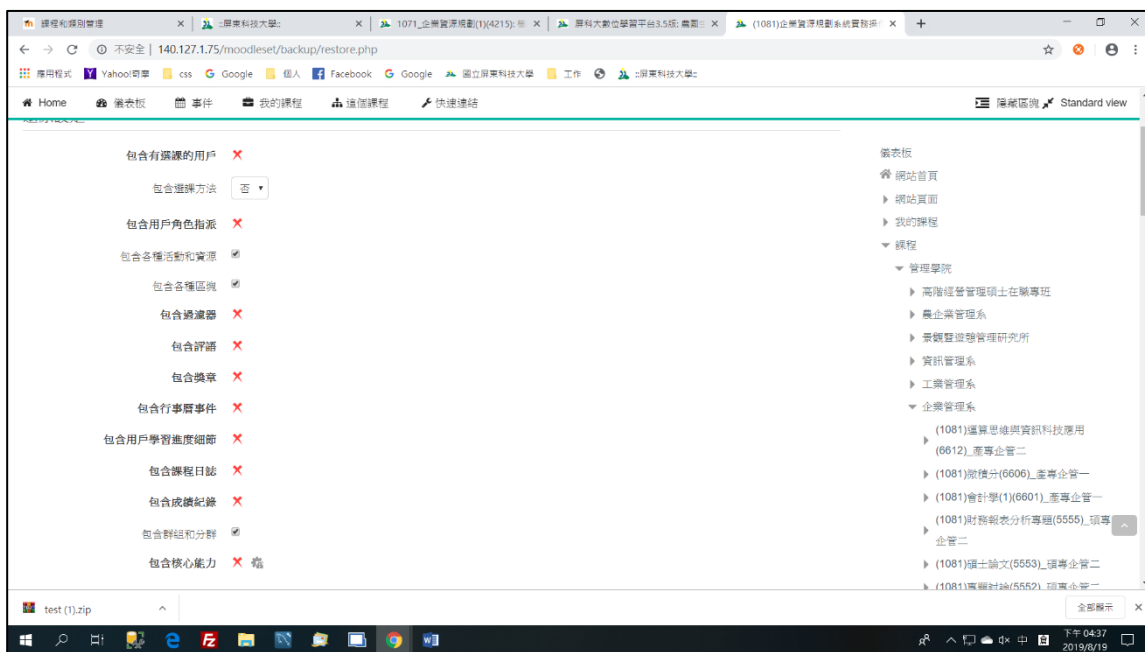 課程和類別管理
::屏東科技大學::
1071_企業資源規劃(1)(4215):
屏科大數位學習平台3.5版:
(1081)企業資源規劃系統實務操作
不安全 | 140.127.1.75/moodleset/backup/restore.php
應用程式 Yahoo!奇摩 css Google 個人 Facebook Google 國立屏東科技大學 工作 ::屏東科技大學::
Home 儀表板 事件 我的課程 這個課程 快速連結 隱藏區塊 Standard view
包含有選課的用戶
包含選課方法 否
包含用戶角色指派
包含各種活動和資源
包含各種區塊
包含過濾器
包含評語
包含獎章
包含行事曆事件
包含用戶學習進度細節
包含課程日誌
包含成績紀錄
包含群組和分群
包含核心能力
儀表板
網站首頁
網站頁面
我的課程
課程
管理學院
高階經營管理碩士在職專班
農企業管理系
景觀暨遊憩管理研究所
資訊管理系
工業管理系
企業管理系
(1081)運算思維與資訊科技應用
(6612)_產專企管二
(1081)微積分(6606)_產專企管一
(1081)會計學(1)(6601)_產專企管一
(1081)財務報表分析專題(5555)_碩專
企管二
(1081)碩士論文(5553)_碩專企管二
(1081)專題討論(5552)_碩專企管二
test (1).zip
全部顯示
中
下午 04:37
2019/8/19